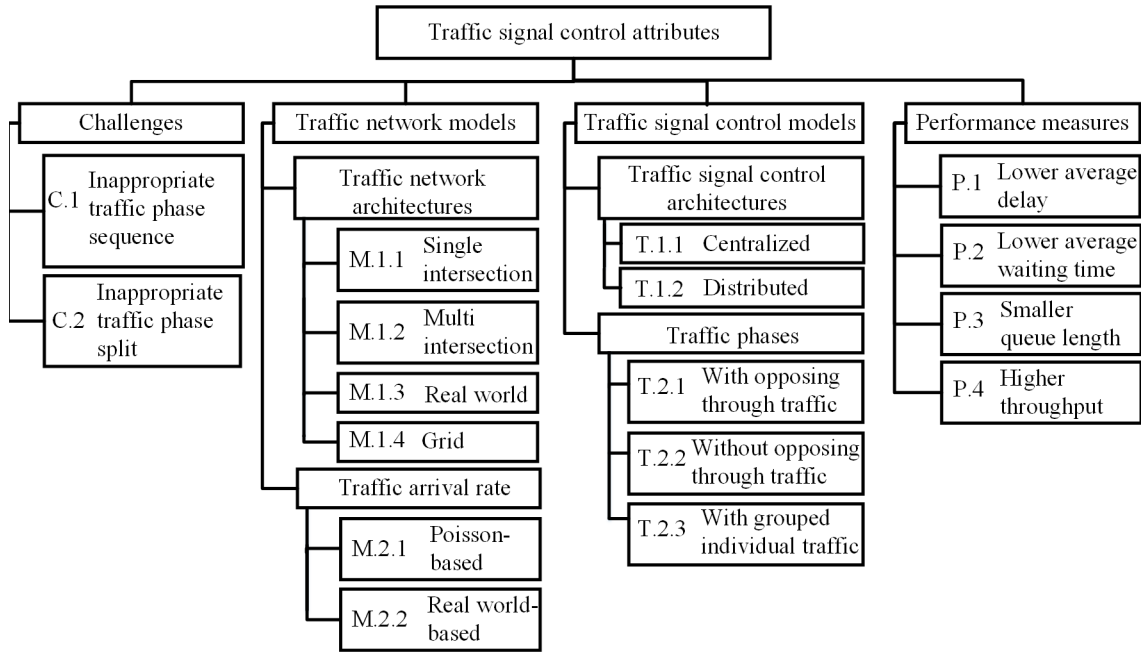 Traffic signal control attributes
Challenges
C.1 Inappropriate
traffic phase
sequence
C.2 Inappropriate
traffic phase
split
Traffic network models
Traffic network
architectures
M.1.1 Single
intersection
M.1.2 Multi
intersection
M.1.3 Real world
M.1.4 Grid
Traffic arrival rate
M.2.1 Poisson-
based
M.2.2 Real world-
based
Traffic signal control models
Traffic signal control
architectures
T.1.1 Centralized
T.1.2 Distributed
Traffic phases
T.2.1 With opposing
through traffic
T.2.2 Without opposing
through traffic
T.2.3 With grouped
individual traffic
Performance measures
P.1 Lower average
delay
P.2 Lower average
waiting time
P.3 Smaller
queue length
P.4 Higher
throughput